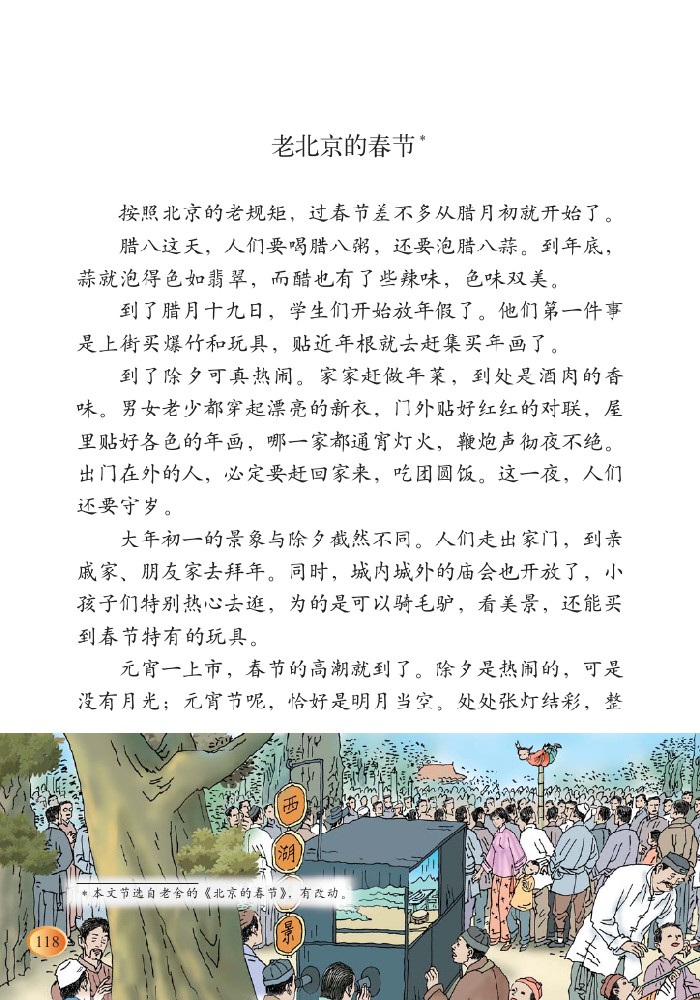 老北京的春节*
按照北京的老规矩，过春节差不多从腊月初就开始了。
腊八这天，人们要喝腊八粥，还要泡腊八蒜。到年底，
蒜就泡得色如翡翠，而醋也有了些辣味，色味双美。
到了腊月十九日，学生们开始放年假了。他们第一件事
是上街买爆竹和玩具，贴近年根就去赶集买年画了。
到了除夕可真热闹。家家赶做年菜，到处是酒肉的香
味。男女老少都穿起漂亮的新衣，门外贴好红红的对联，屋
里贴好各色的年画，哪一家都通宵灯火，鞭炮声彻夜不绝。
出门在外的人，必定要赶回家来，吃团圆饭。这一夜，人们
还要守岁。
大年初一的景象与除夕截然不同。人们走出家门，到亲
戚家、朋友家去拜年。同时，城内城外的庙会也开放了，小
孩子们特别热心去逛，为的是可以骑毛驴，看美景，还能买
到春节特有的玩具。
元宵一上市，春节的高潮就到了。除夕是热闹的，可是
没有月光；元宵节呢，恰好是明月当空。处处张灯结彩，整
西
湖
景
*本文节选自老舍的《北京的春节》，有改动。
118